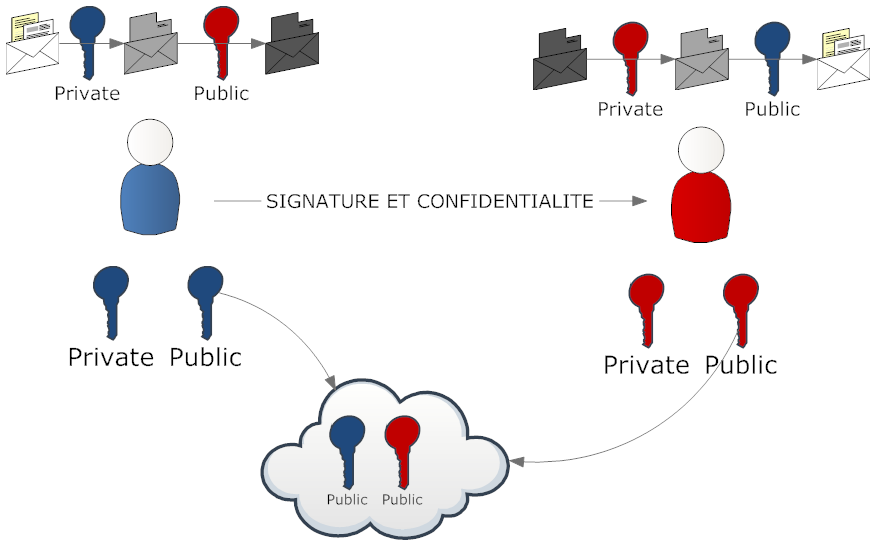 Private
Public
Private
Public
SIGNATURE ET CONFIDENTIALITE
Private Public
Private Public
Public Public